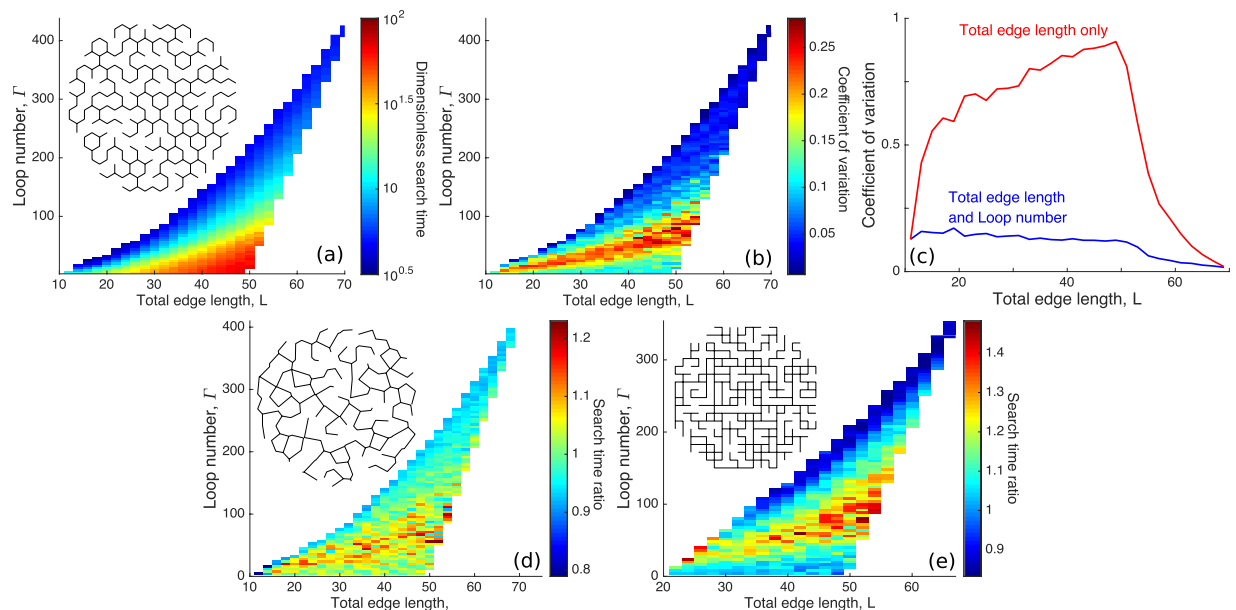 400
300
200
100
Loop number, Γ
10 20 30 40 50 60 70
Total edge length, L
(a)
10^2
10^1.5
10^1
10^0.5
Dimensionless search time
400
300
200
100
Loop number, Γ
10 20 30 40 50 60 70
Total edge length, L
(b)
0.25
0.2
0.15
0.1
0.05
Coefficient of variation
1
0.5
0
Coefficient of variation
Total edge length only
Total edge length
and Loop number
(c)
20 40 60
Total edge length, L
400
300
200
100
0
Loop number, Γ
10 20 30 40 50 60 70
Total edge length,
(d)
1.2
1.1
1
0.9
0.8
Search time ratio
300
200
100
0
Loop number, Γ
20 30 40 50 60
Total edge length, L
(e)
1.4
1.3
1.2
1.1
1
0.9
Search time ratio